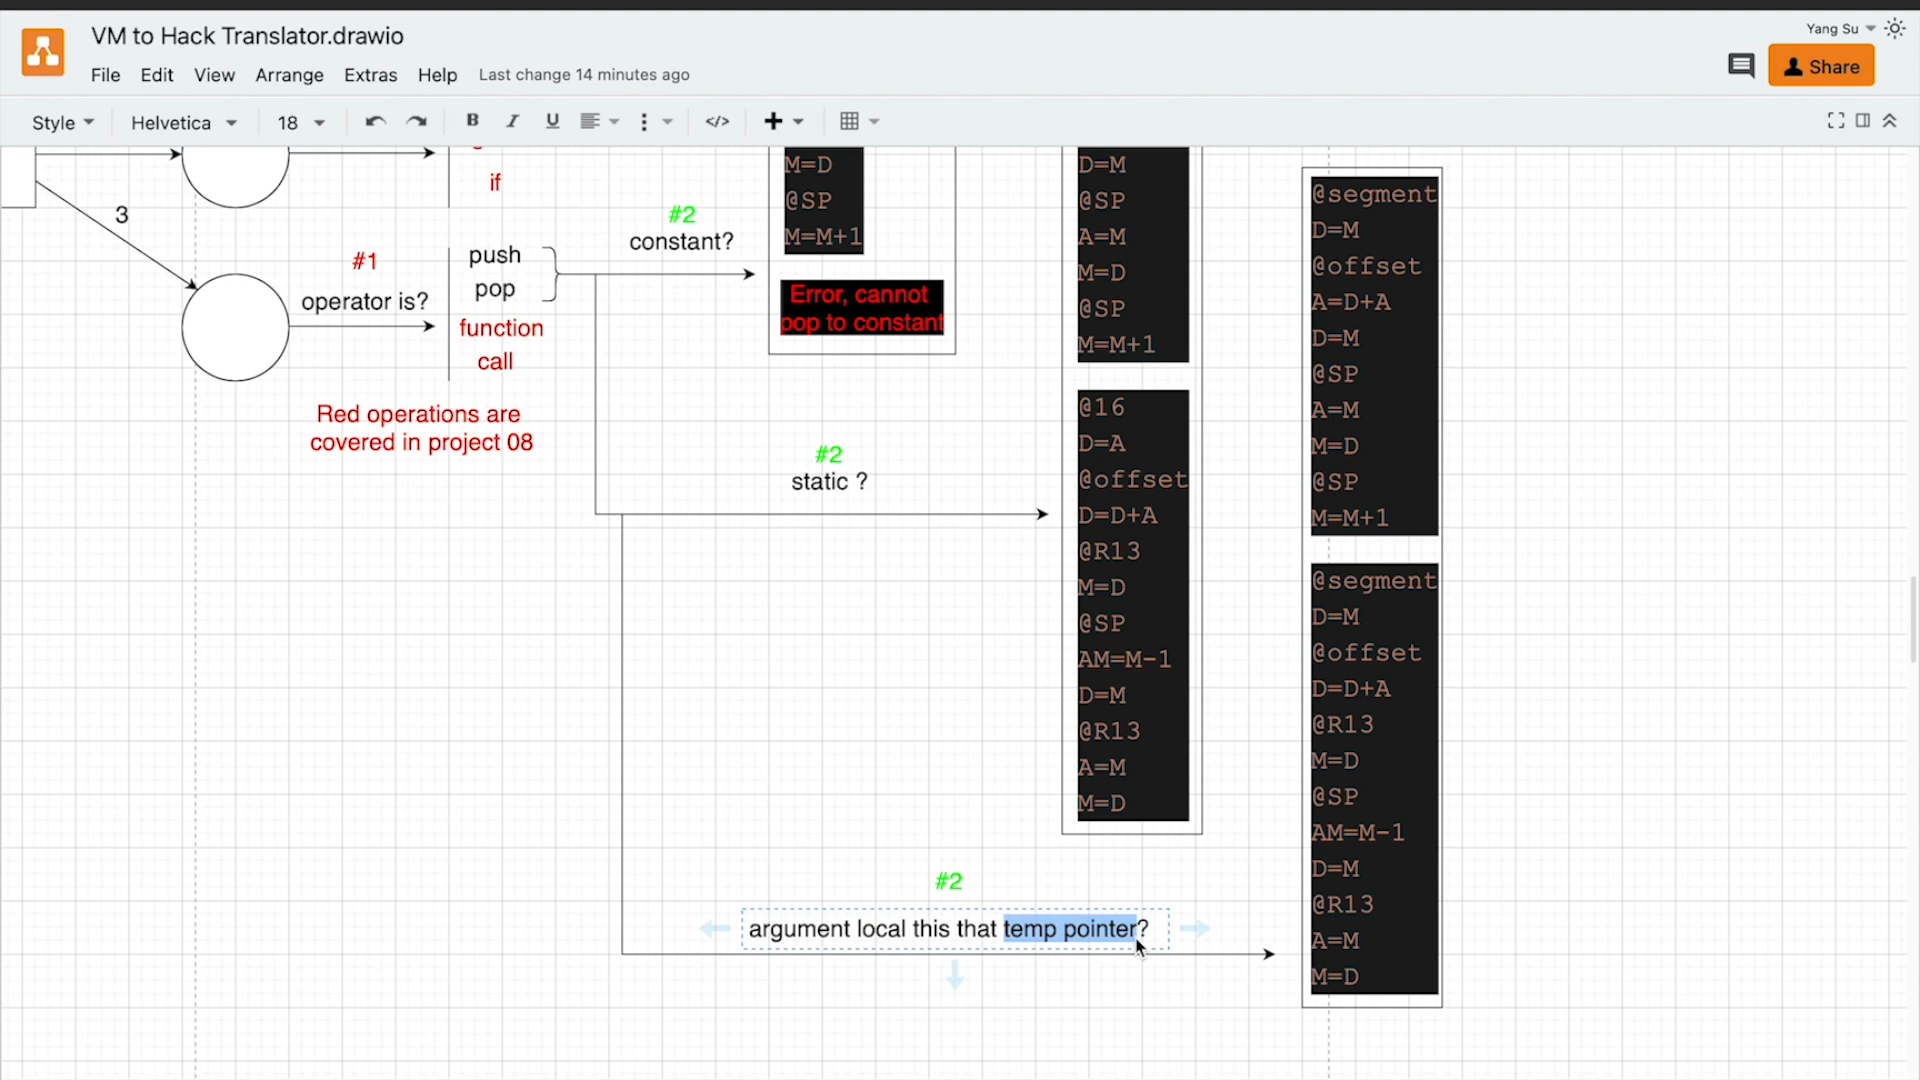 VM to Hack Translator.drawio
Yang Su
File Edit View Arrange Extras Help Last change 14 minutes ago
Share
Style Helvetica 18 B I U
if
3
#1
operator is?
push
pop
function
call
Red operations are
covered in project 08
#2
constant?
M=D
@SP
M=M+1
Error, cannot
pop to constant
#2
static ?
D=M
@SP
A=M
M=D
@SP
M=M+1
@16
D=A
@offset
D=D+A
@R13
M=D
@SP
AM=M-1
D=M
@R13
A=M
M=D
#2
argument local this that temp pointer?
@segment
D=M
@offset
A=D+A
D=M
@SP
A=M
M=D
@SP
M=M+1
@segment
D=M
@offset
D=D+A
@R13
M=D
@SP
AM=M-1
D=M
@R13
A=M
M=D